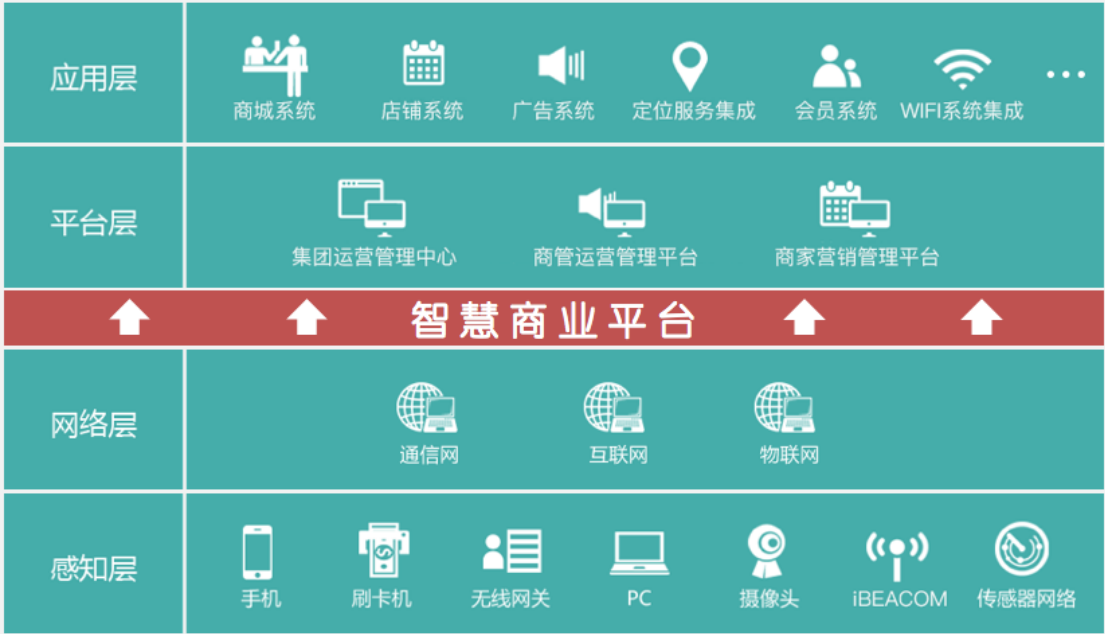 应用层
商城系统 店铺系统 广告系统 定位服务集成 会员系统 WIFI系统集成 ...
平台层
集团运营管理中心 商管运营管理平台 商家营销管理平台
智慧商业平台
网络层
通信网 互联网 物联网
感知层
手机 刷卡机 无线网关 PC 摄像头 iBEACOM 传感器网络